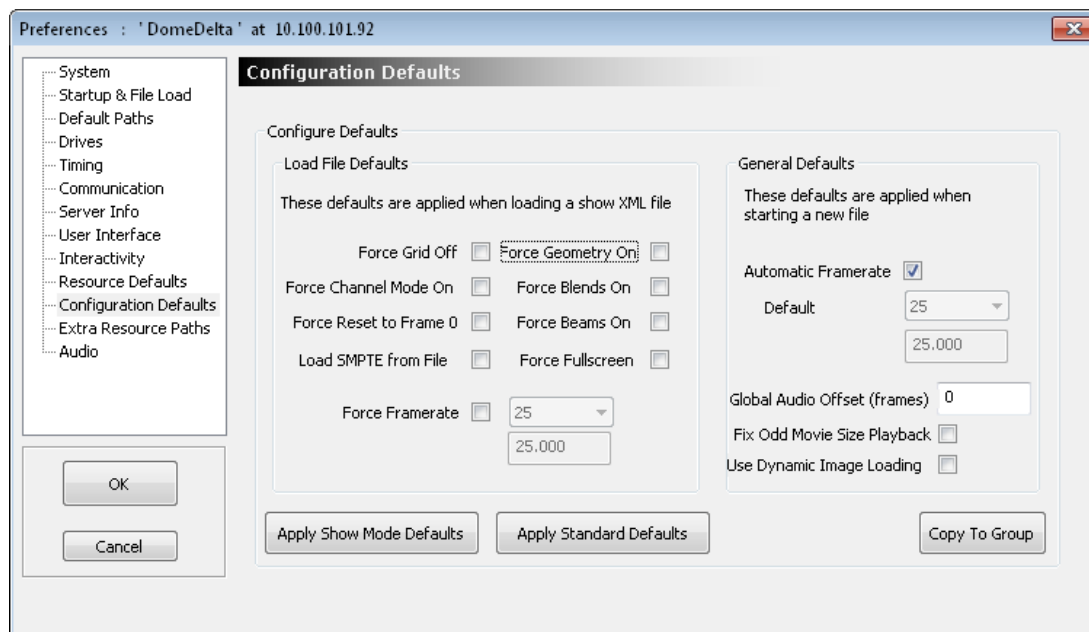 Preferences : ' DomeDelta ' at 10.100.101.92
System
Startup & File Load
Default Paths
Drives
Timing
Communication
Server Info
User Interface
Interactivity
Resource Defaults
Configuration Defaults
Extra Resource Paths
Audio
OK
Cancel
Configuration Defaults
Configure Defaults
Load File Defaults
These defaults are applied when loading a show XML file
Force Grid Off Force Geometry On
Force Channel Mode On Force Blends On
Force Reset to Frame 0 Force Beams On
Load SMPTE from File Force Fullscreen
Force Framerate 25
25.000
General Defaults
These defaults are applied when
starting a new file
Automatic Framerate
Default 25
25.000
Global Audio Offset (frames) 0
Fix Odd Movie Size Playback
Use Dynamic Image Loading
Apply Show Mode Defaults Apply Standard Defaults Copy To Group